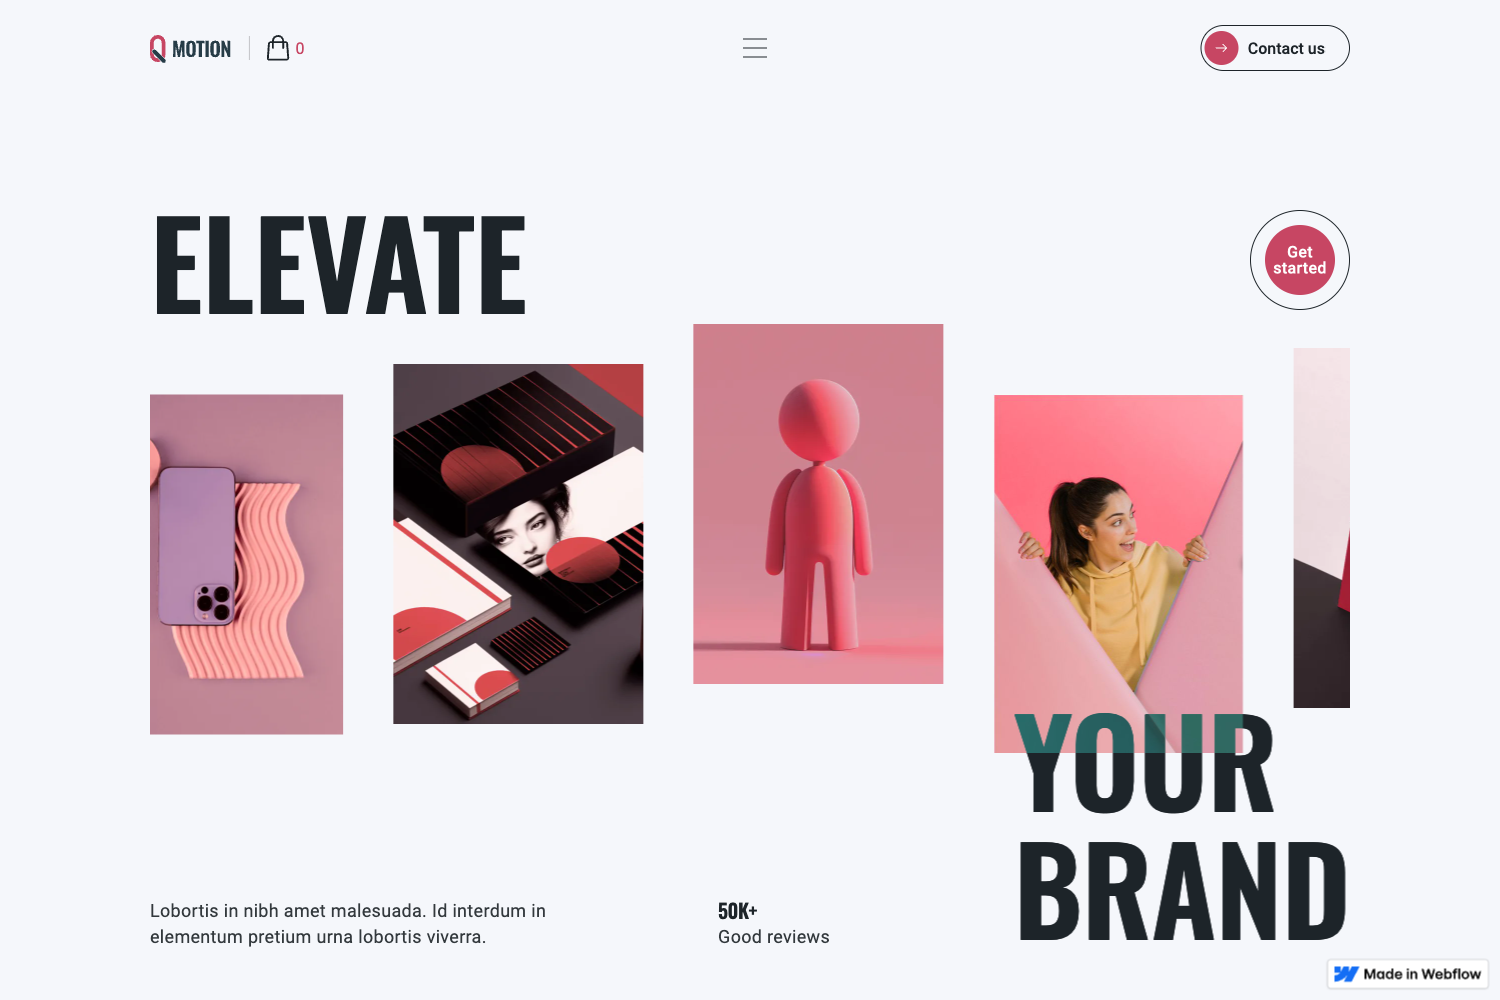 MOTION
0
Contact us
ELEVATE
Get
started
YOUR
BRAND
Lobortis in nibh amet malesuada. Id interdum in
elementum pretium urna lobortis viverra.
50K+
Good reviews
Made in Webflow